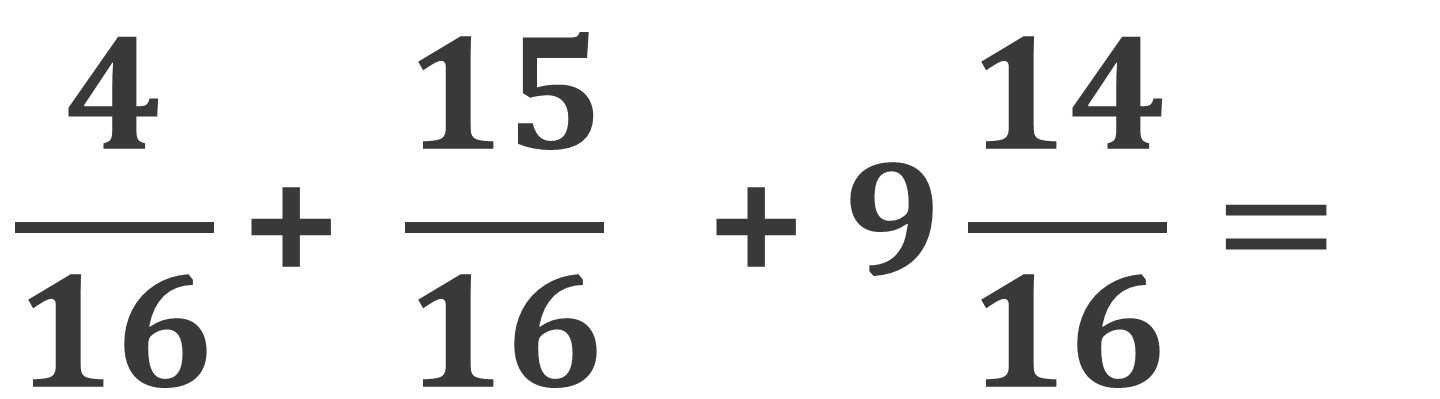 4/16 + 15/16 + 9 14/16 =